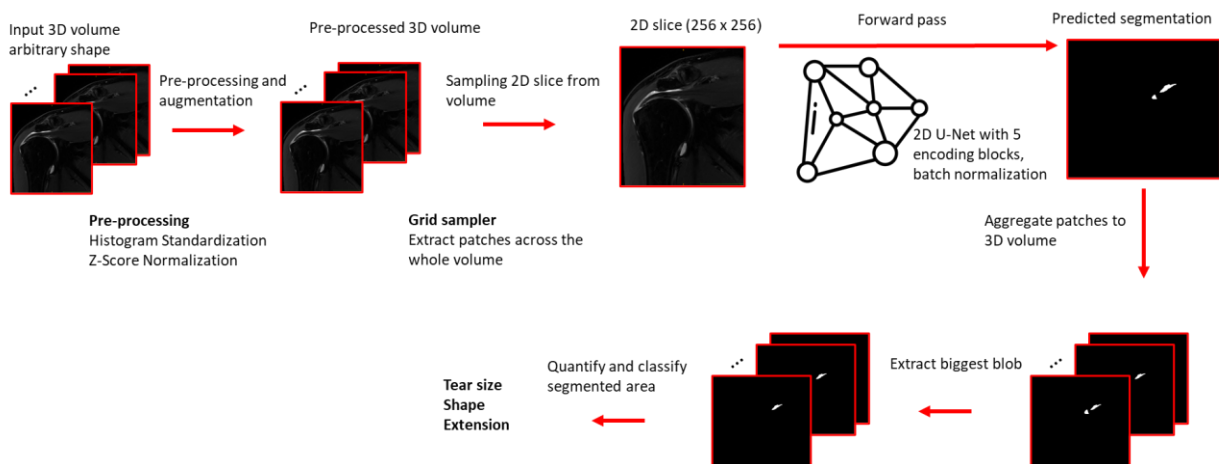 Input 3D volume
arbitrary shape
Pre-processing and
augmentation
Pre-processed 3D volume
Sampling 2D slice from
volume
2D slice (256 x 256)
Forward pass
Predicted segmentation
2D U-Net with 5
encoding blocks,
batch normalization
Pre-processing
Histogram Standardization
Z-Score Normalization
Grid sampler
Extract patches across the
whole volume
Aggregate patches to
3D volume
Extract biggest blob
Quantify and classify
segmented area
Tear size
Shape
Extension